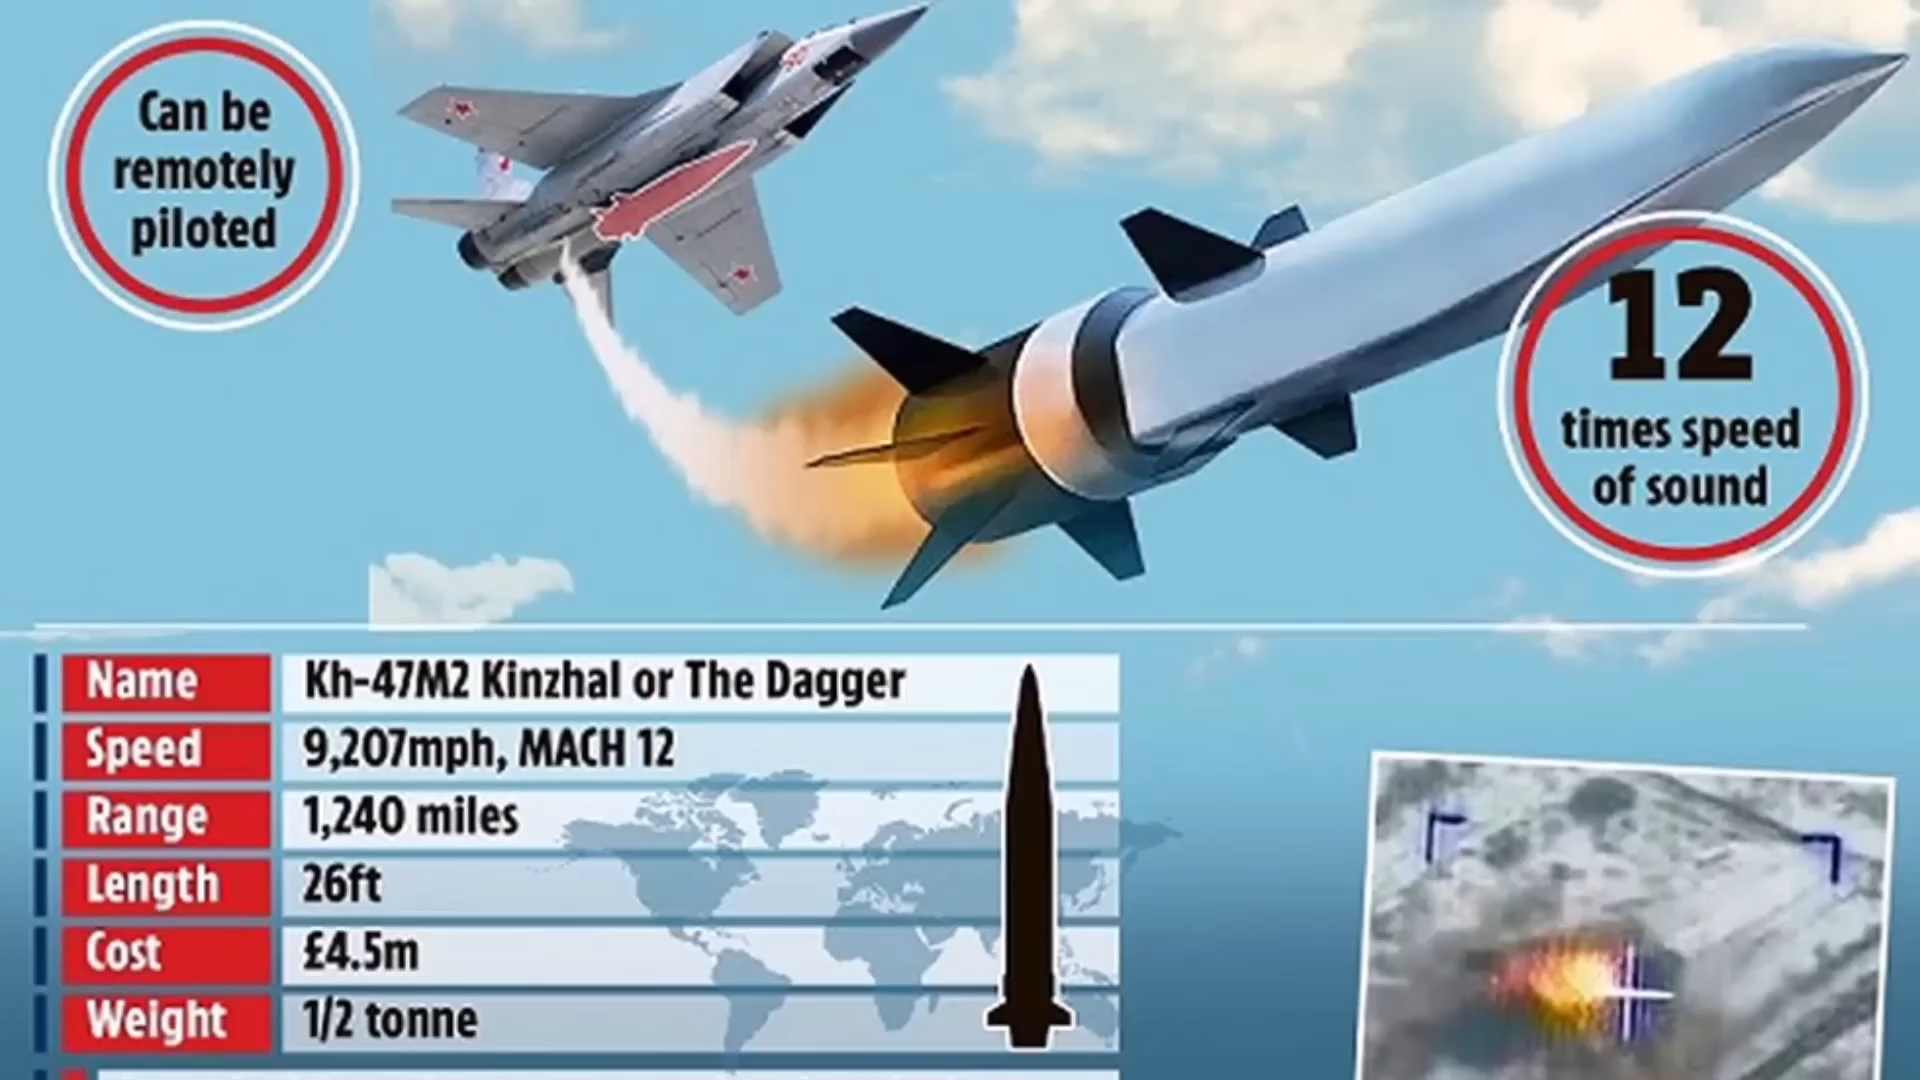 Can be
remotely
piloted
12
times speed
of sound
Name
Kh-47M2 Kinzhal or The Dagger
Speed
9,207mph, MACH 12
Range
1,240 miles
Length
26ft
Cost
£4.5m
Weight
1/2 tonne